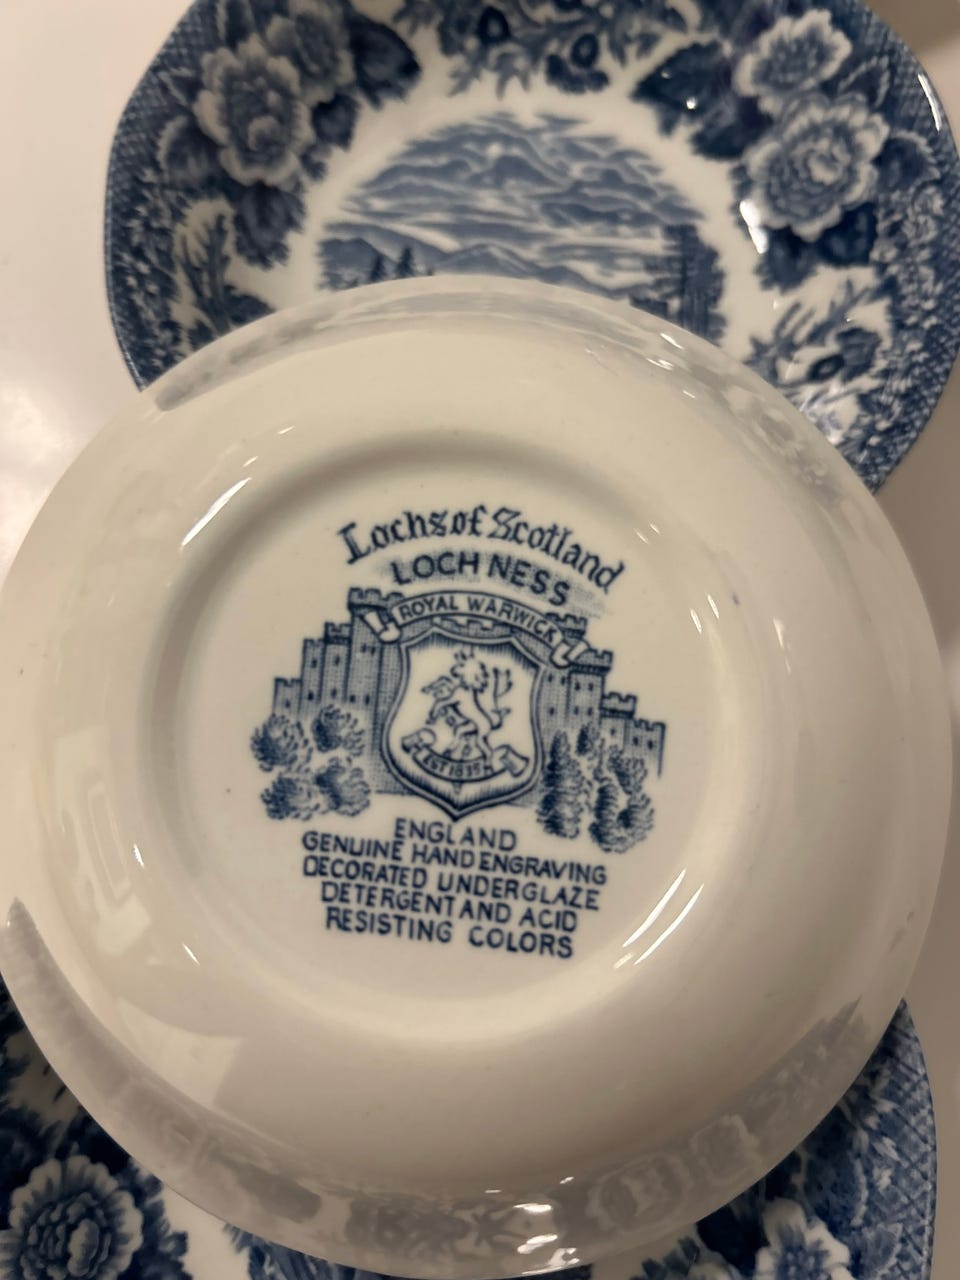 Lochs of Scotland
LOCH NESS
ROYAL WARWICK
EST 1835
ENGLAND
GENUINE HAND ENGRAVING
DECORATED UNDERGLAZE
DETERGENT AND ACID
RESISTING COLORS